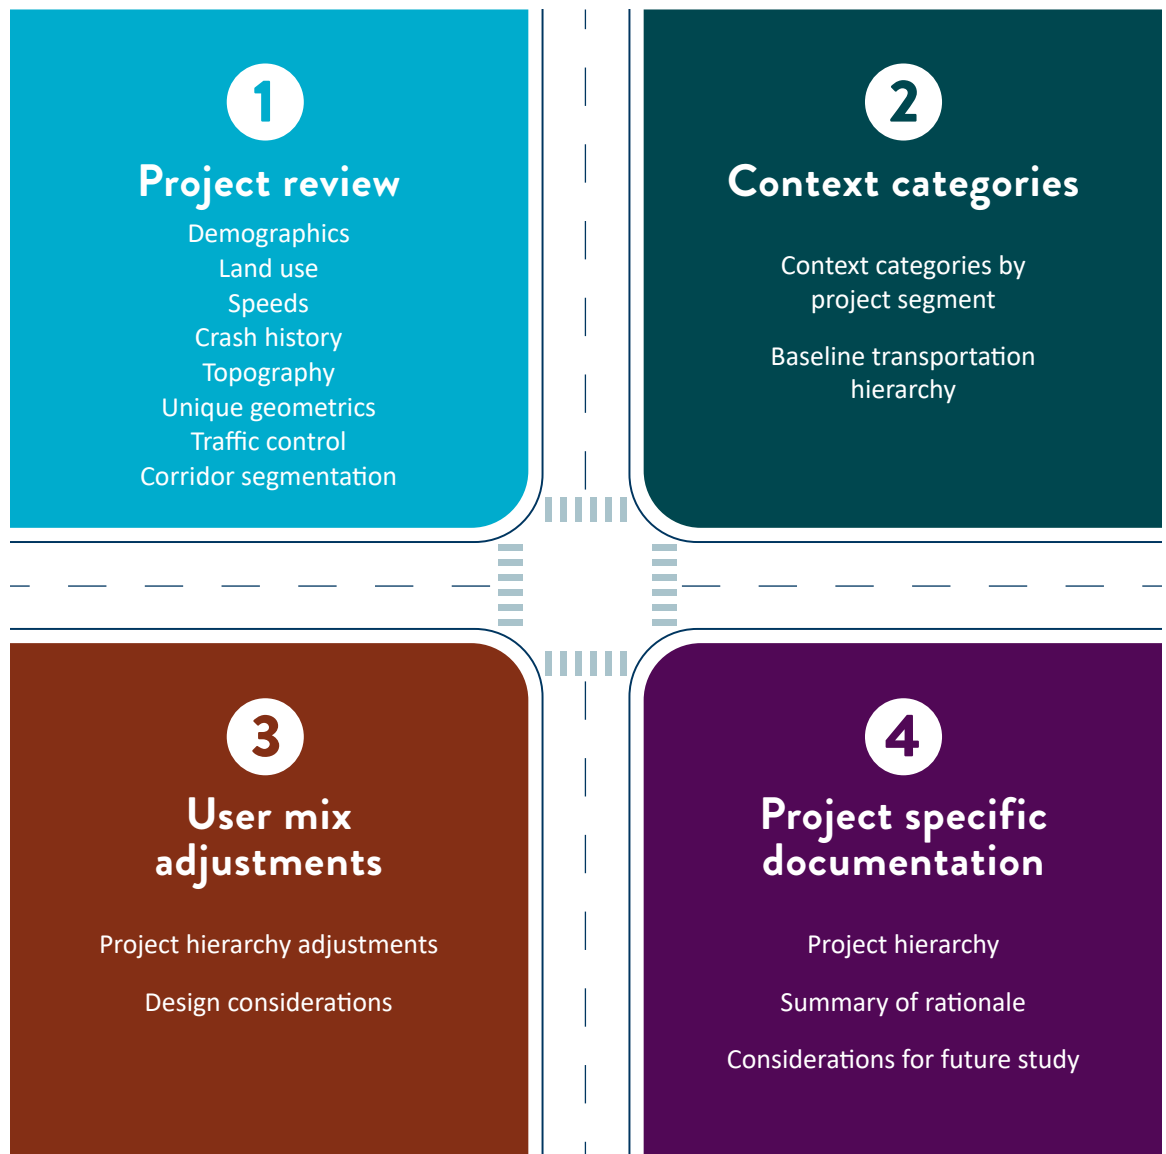 1
Project review
Demographics
Land use
Speeds
Crash history
Topography
Unique geometrics
Traffic control
Corridor segmentation
2
Context categories
Context categories by
project segment
Baseline transportation
hierarchy
3
User mix
adjustments
Project hierarchy adjustments
Design considerations
4
Project specific
documentation
Project hierarchy
Summary of rationale
Considerations for future study